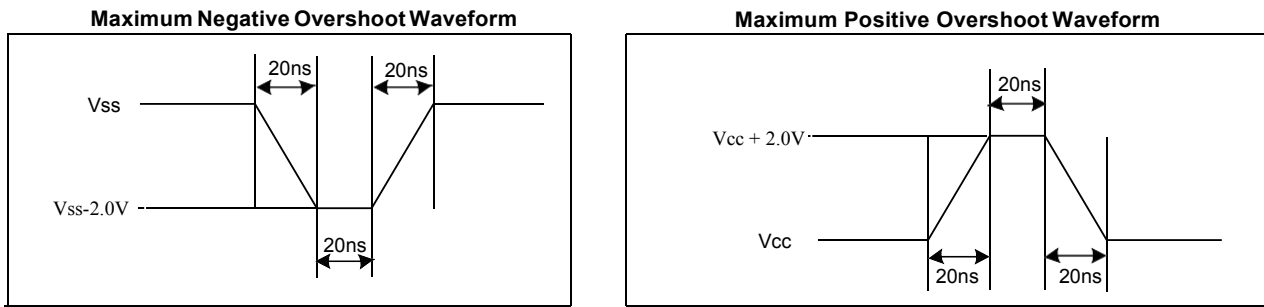 Maximum Negative Overshoot Waveform
20ns
20ns
Vss
Vss-2.0V
20ns
Maximum Positive Overshoot Waveform
20ns
Vcc + 2.0V
Vcc
20ns
20ns